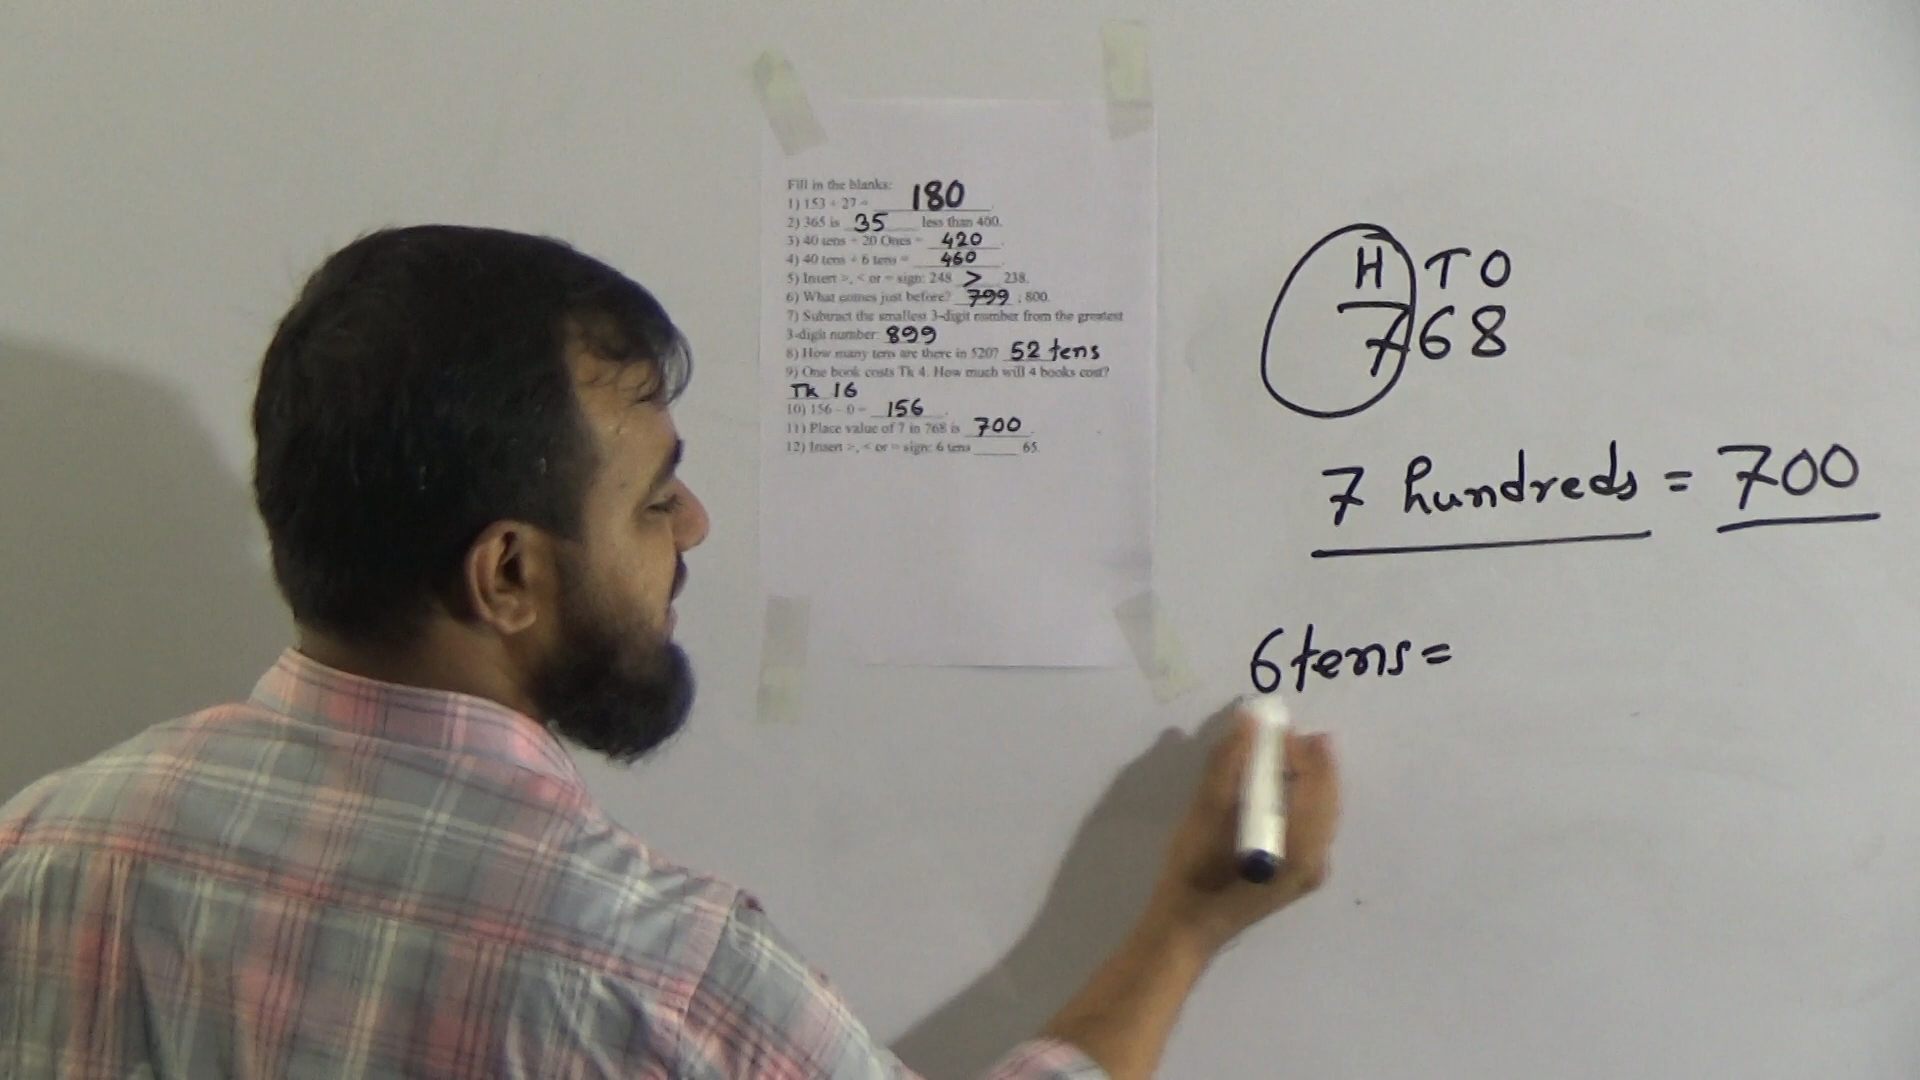 Fill in the blanks:
1) 153 + 27 = 180
2) 365 is 35 less than 400.
3) 40 tens + 20 Ones = 420
4) 40 tens + 6 tens = 460
5) Insert >, < or = sign: 248 > 238.
6) What comes just before? 799 ; 800.
7) Subtract the smallest 3-digit number from the greatest
3-digit number: 899
8) How many tens are there in 520? 52 tens
9) One book costs Tk 4. How much will 4 books cost?
Tk 16
10) 156 - 0 = 156
11) Place value of 7 in 768 is 700
12) Insert >, < or = sign: 6 tens _____ 65.
H T O
768
7 hundreds = 700
6 tens =